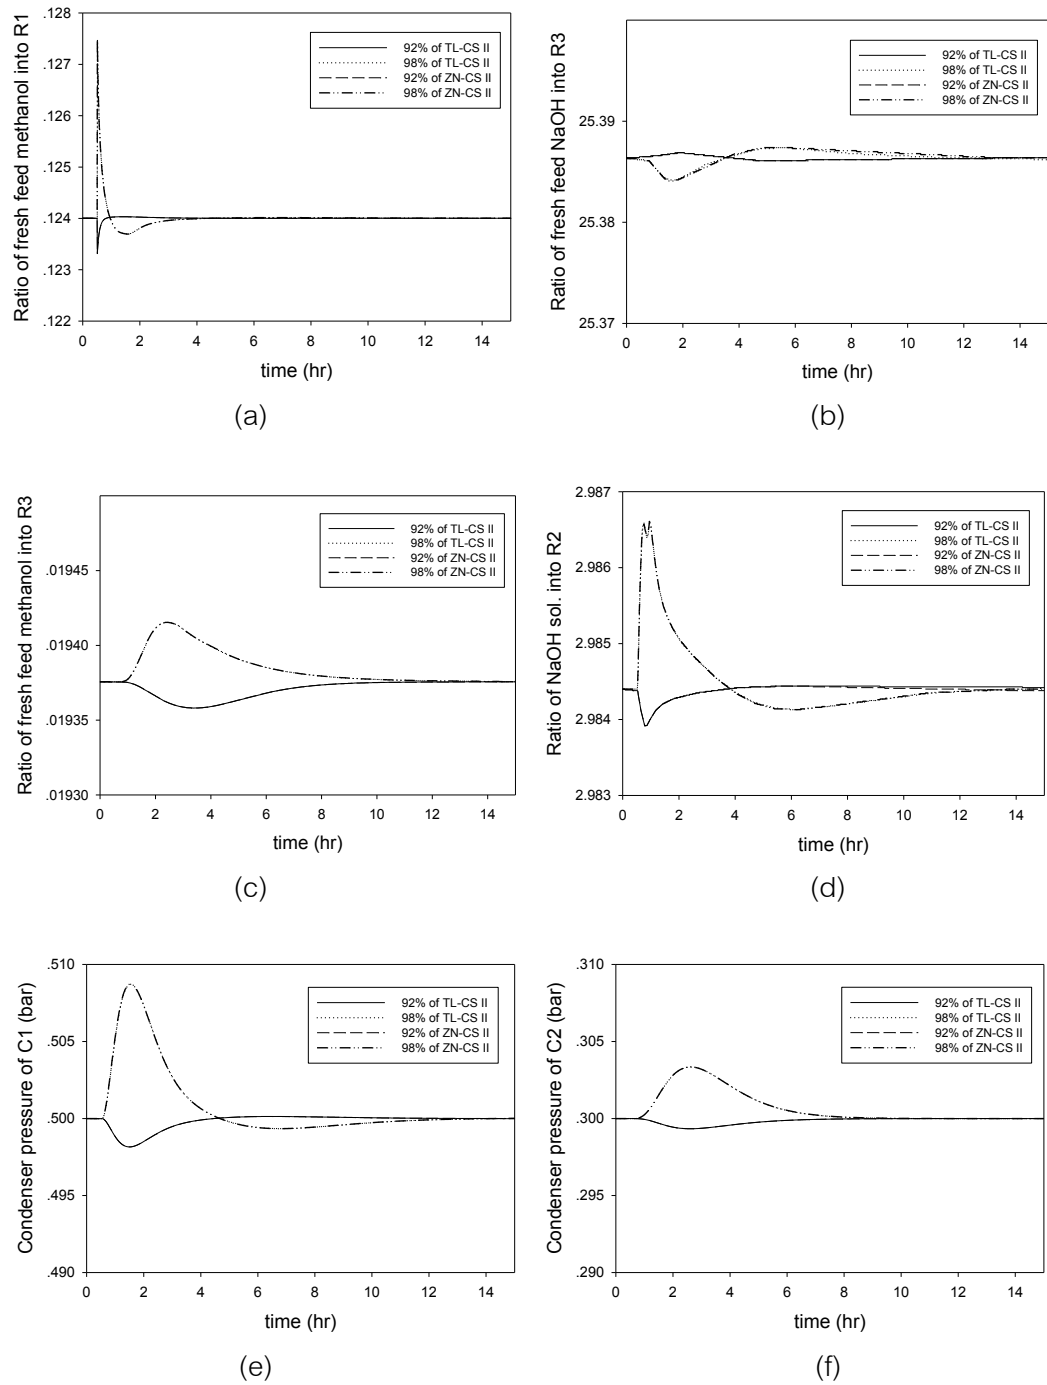 Ratio of fresh feed methanol into R1
.128
.127
.126
.125
.124
.123
.122
92% of TL-CS II
98% of TL-CS II
92% of ZN-CS II
98% of ZN-CS II
0 2 4 6 8 10 12 14
time (hr)
(a)
Ratio of fresh feed NaOH into R3
25.39
25.38
25.37
92% of TL-CS II
98% of TL-CS II
92% of ZN-CS II
98% of ZN-CS II
0 2 4 6 8 10 12 14
time (hr)
(b)
Ratio of fresh feed methanol into R3
.01945
.01940
.01935
.01930
92% of TL-CS II
98% of TL-CS II
92% of ZN-CS II
98% of ZN-CS II
0 2 4 6 8 10 12 14
time (hr)
(c)
Ratio of NaOH sol. into R2
2.987
2.986
2.985
2.984
2.983
92% of TL-CS II
98% of TL-CS II
92% of ZN-CS II
98% of ZN-CS II
0 2 4 6 8 10 12 14
time (hr)
(d)
Condenser pressure of C1 (bar)
.510
.505
.500
.495
.490
92% of TL-CS II
98% of TL-CS II
92% of ZN-CS II
98% of ZN-CS II
0 2 4 6 8 10 12 14
time (hr)
(e)
Condenser pressure of C2 (bar)
.310
.305
.300
.295
.290
92% of TL-CS II
98% of TL-CS II
92% of ZN-CS II
98% of ZN-CS II
0 2 4 6 8 10 12 14
time (hr)
(f)